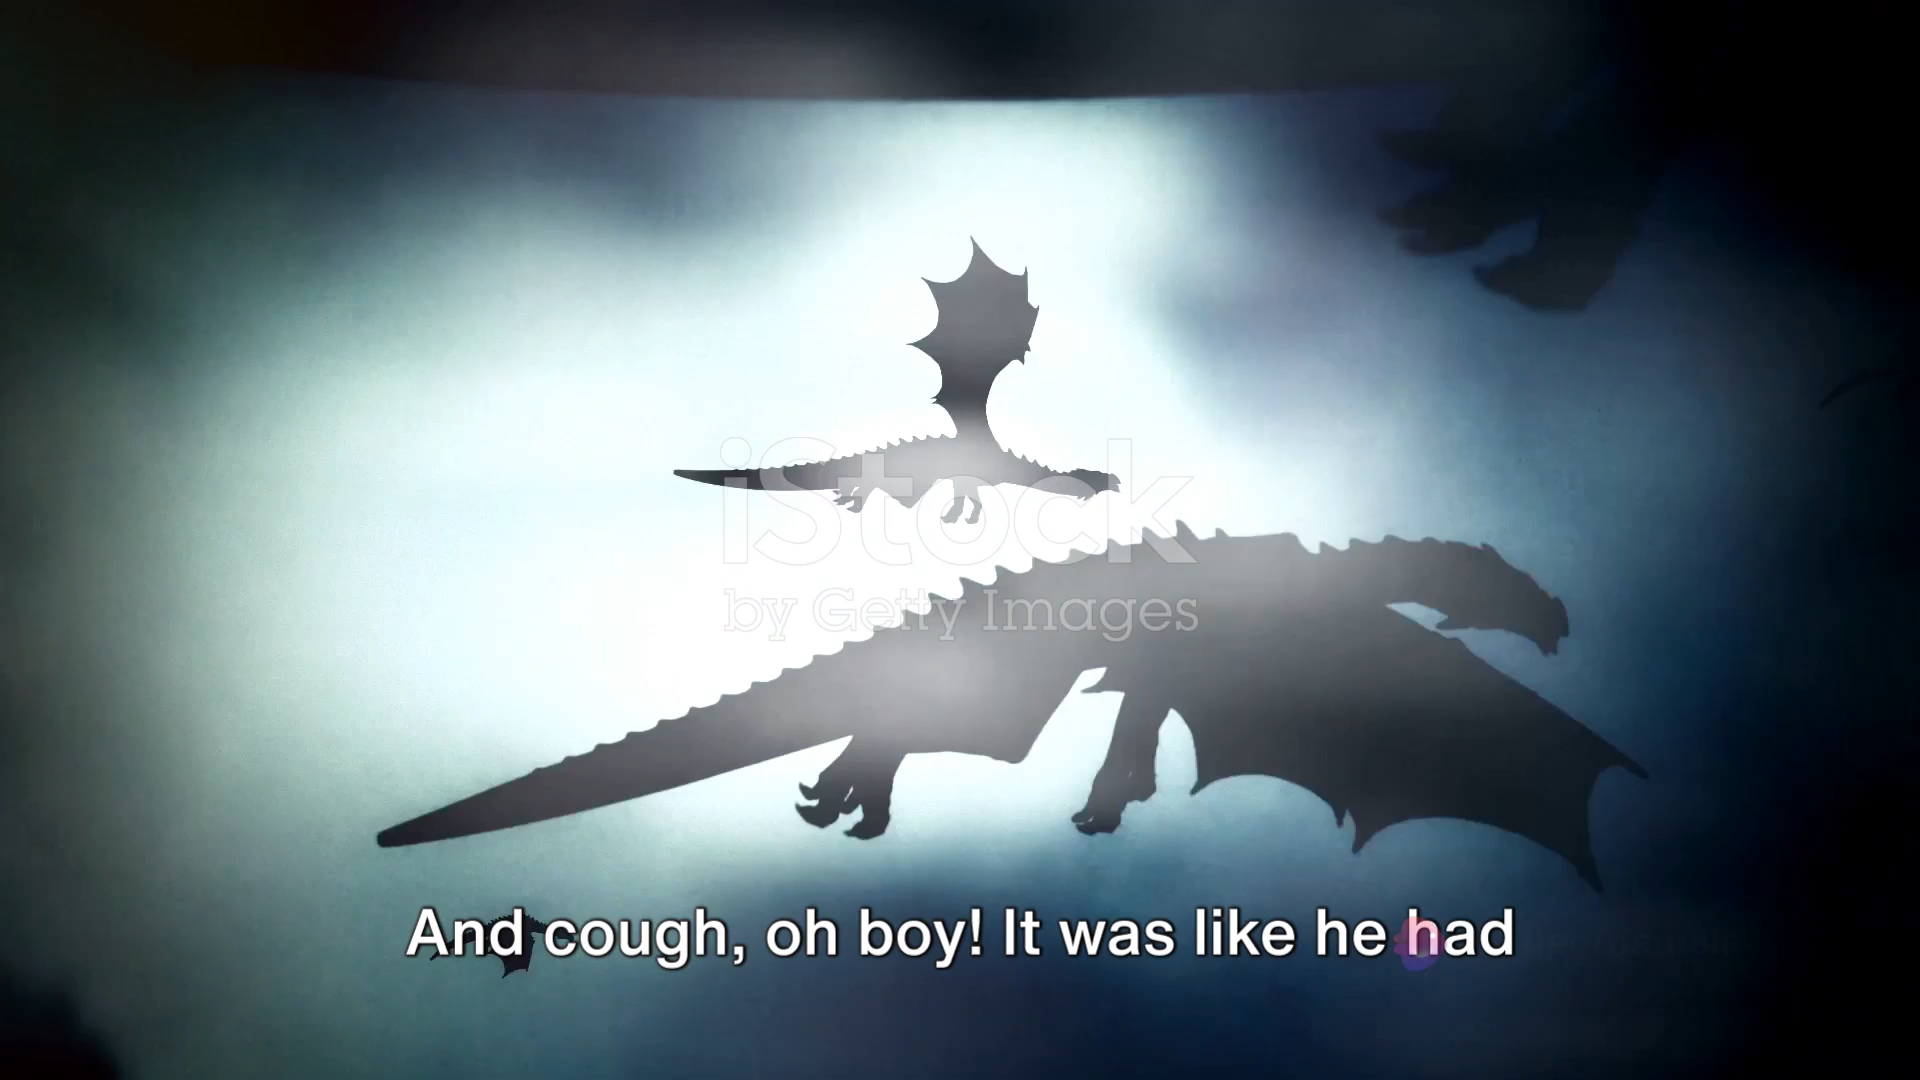 iStock
by Getty Images
And cough, oh boy! It was like he had